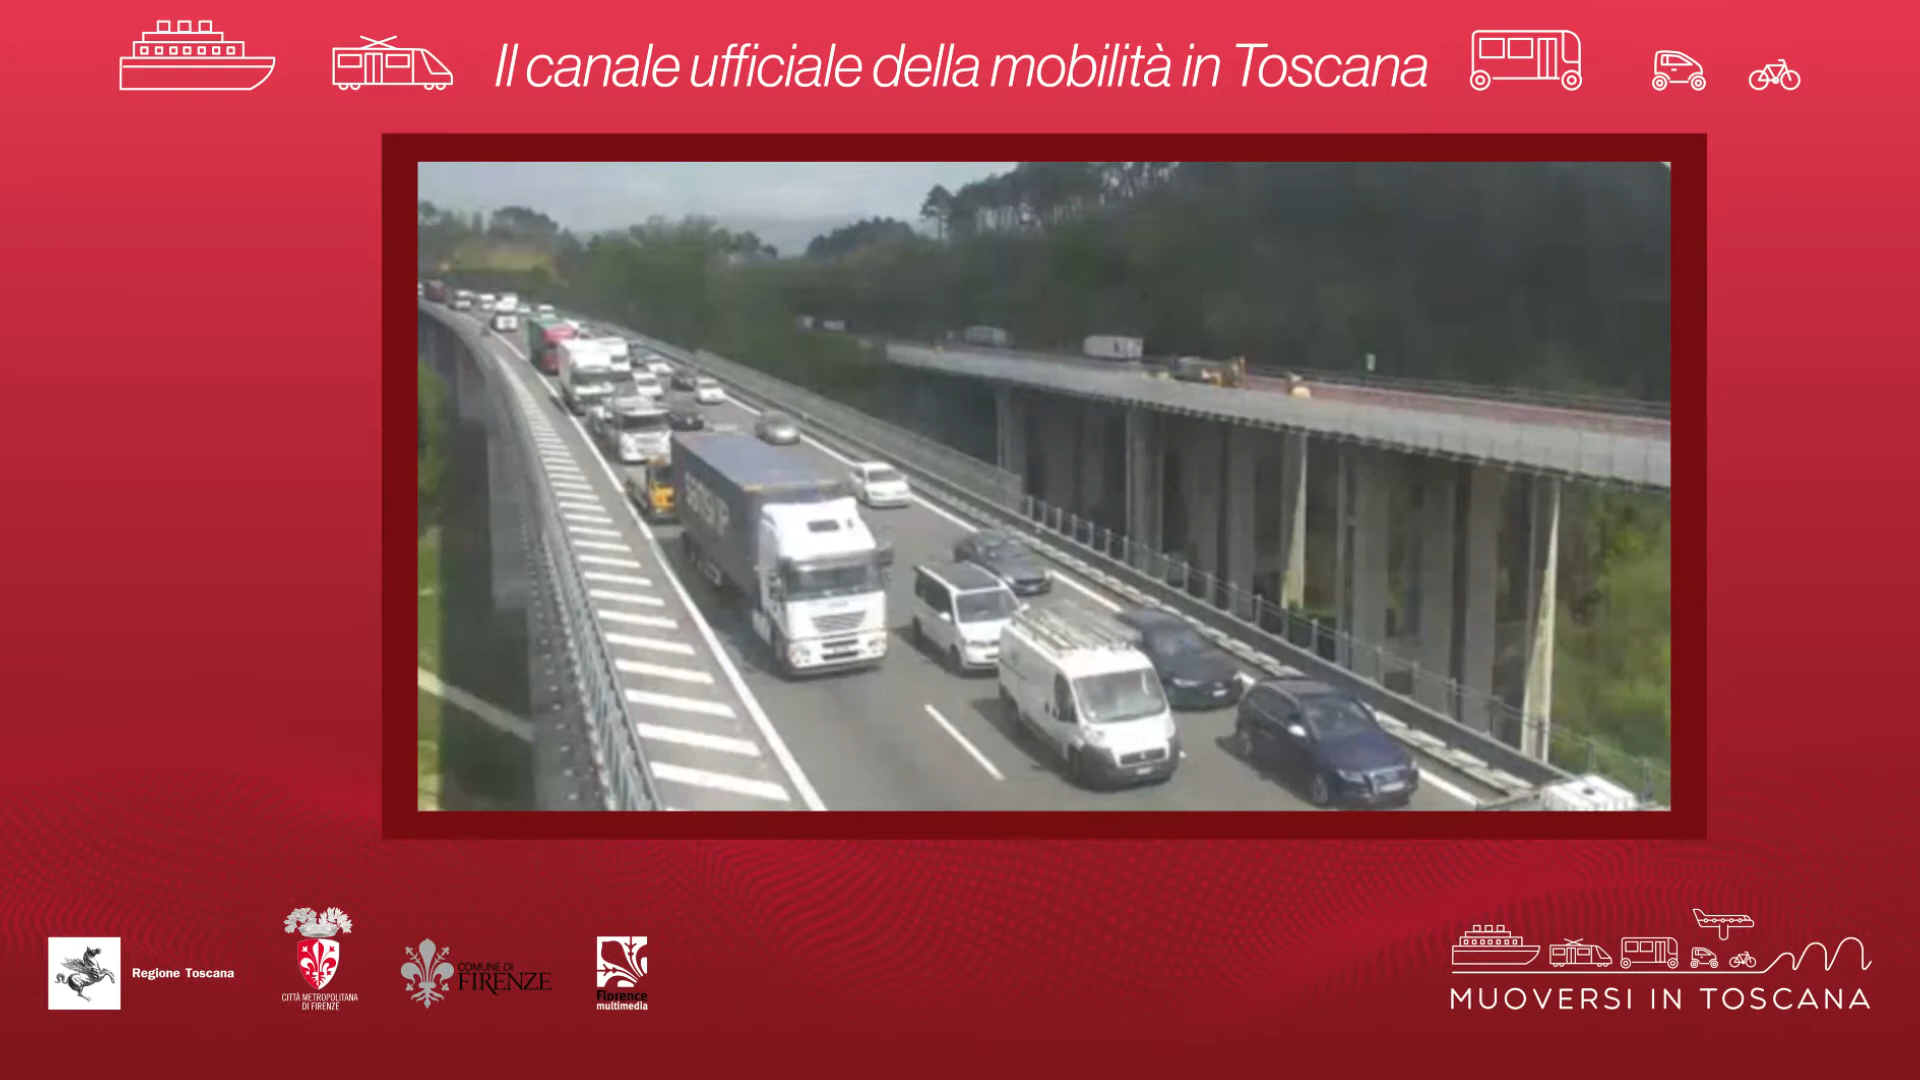 Il canale ufficiale della mobilità in Toscana
Regione Toscana
CITTÀ METROPOLITANA
DI FIRENZE
COMUNE DI
FIRENZE
Florence
multimedia
MUOVERSI IN TOSCANA